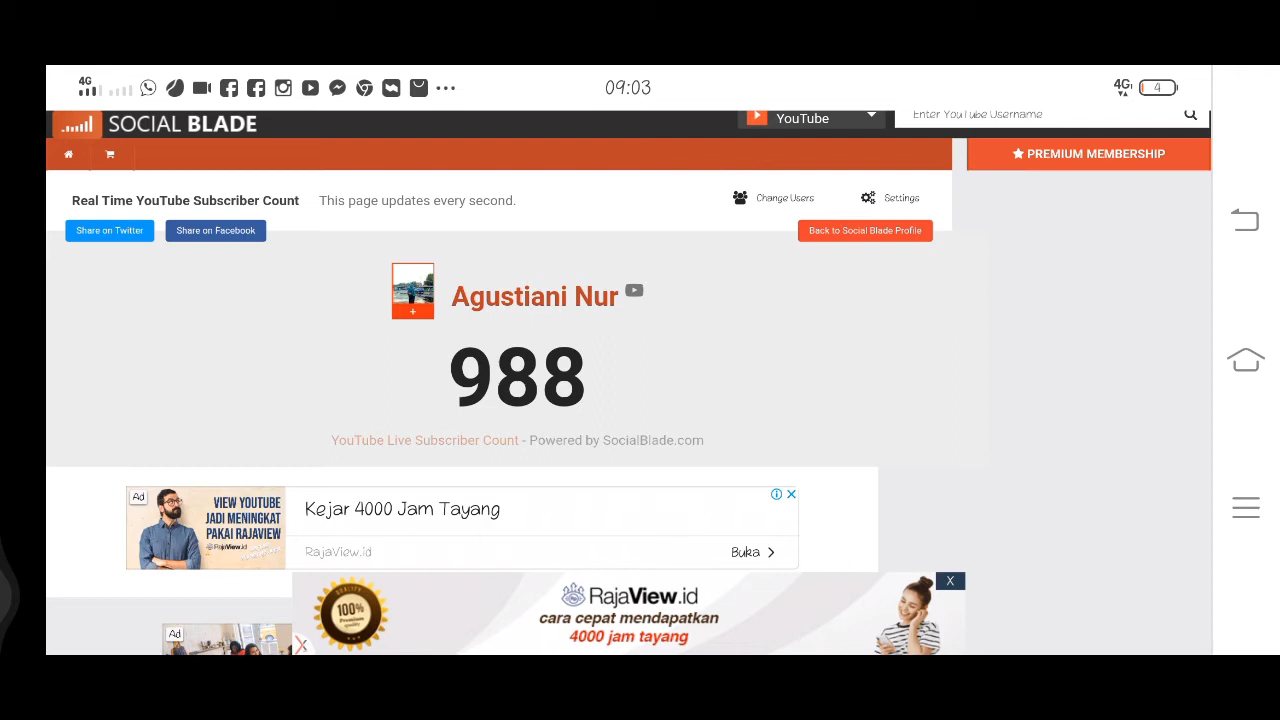 4G 09:03 4G 4
SOCIAL BLADE YouTube Enter YouTube Username
PREMIUM MEMBERSHIP
Real Time YouTube Subscriber Count This page updates every second. Change Users Settings
Share on Twitter Share on Facebook Back to Social Blade Profile
Agustiani Nur
+
988
YouTube Live Subscriber Count - Powered by SocialBlade.com
Ad
VIEW YOUTUBE
JADI MENINGKAT
PAKAI RAJAVIEW
RajaView.id
Kejar 4000 Jam Tayang
RajaView.id Buka
X
100%
RajaView.id
cara cepat mendapatkan
4000 jam tayang
Ad